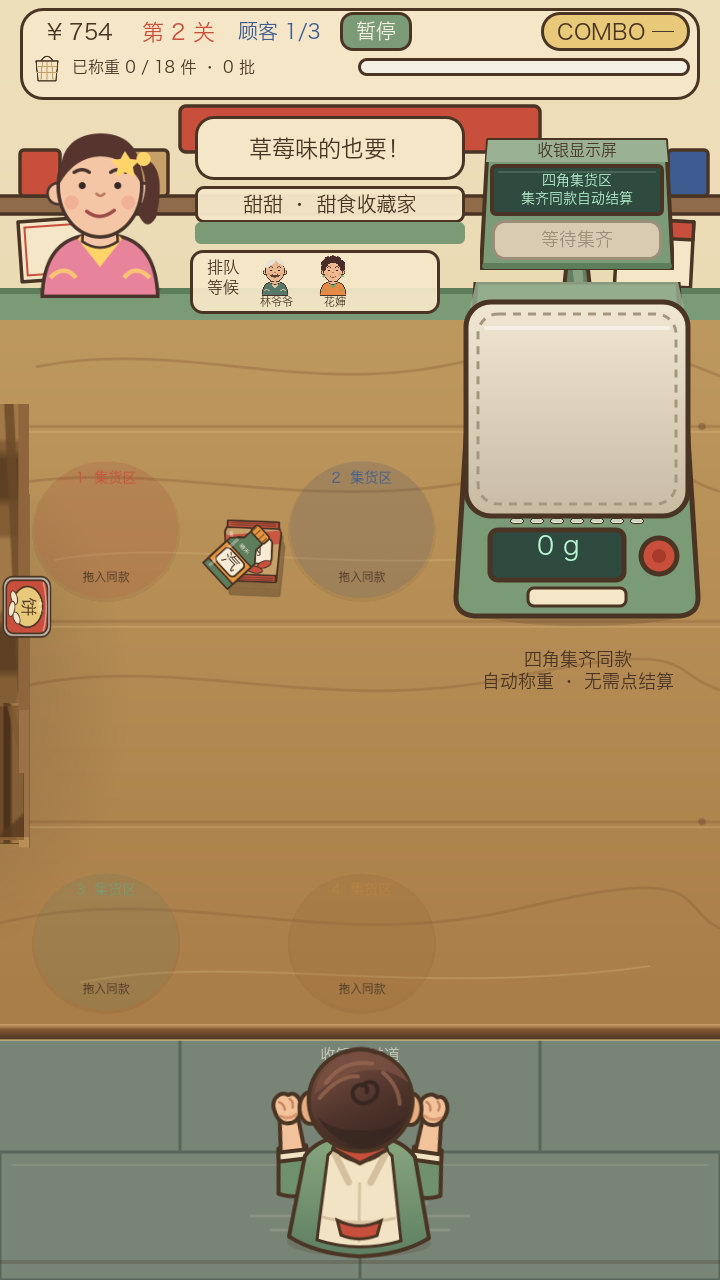 ¥ 754 第 2 关 顾客 1/3 暂停 COMBO —
已称重 0 / 18 件 · 0 批
草莓味的也要！
甜甜 · 甜食收藏家
排队
等候
林爷爷 花婶
收银显示屏
四角集货区
集齐同款自动结算
等待集齐
1 集货区
2 集货区
拖入同款
拖入同款
汽
饼
0 g
四角集齐同款
自动称重 · 无需点结算
3 集货区
4 集货区
拖入同款
拖入同款